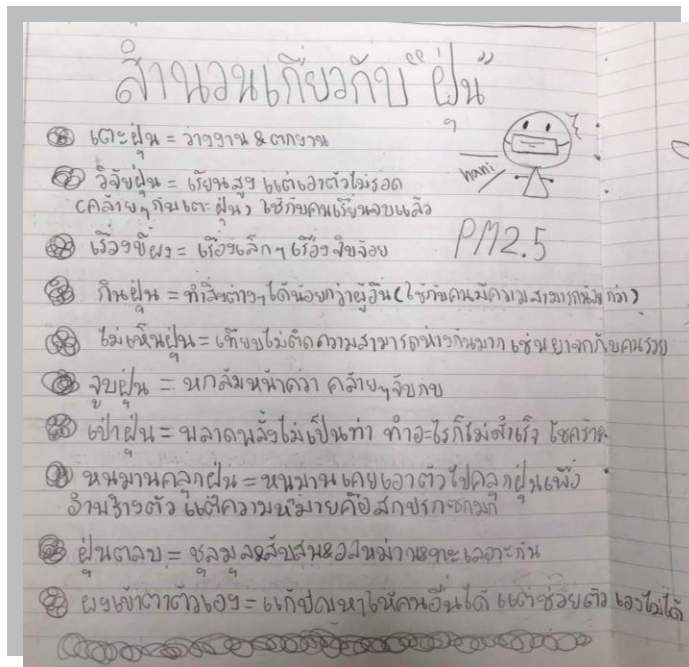 สำนวนเกี่ยวกับ "ฝุ่น"
เตะฝุ่น = ว่างงาน & ตกงาน
วิจัยฝุ่น = เรียนสูง แต่เอาตัวไม่รอด
(คล้ายๆกับเตะฝุ่น) ใช้กับคนเรียนจบแล้ว
hani
PM2.5
เรื่องขี้ผง = เรื่องเล็กๆ เรื่องจิบจ้อย
กินฝุ่น = ทำสิ่งต่างๆได้น้อยกว่าผู้อื่น (ใช้กับคนมีความสามารถน้อยกว่า)
ไม่เห็นฝุ่น = เทียบไม่ติดความสามารถห่างกันมาก เช่นยาจกกับคนรวย
จูบฝุ่น = หกล้มหน้าคว่ำ คล้ายๆจับกบ
เป่าฝุ่น = พลาดพลั้งไม่เป็นท่า ทำอะไรก็ไม่สำเร็จ โชคร้าย
หนุมานคลุกฝุ่น = หนุมานเคยเอาตัวไปคลุกฝุ่นเพื่อ
อำพรางตัว แต่ความหมายคือสกปรกซกมก
ฝุ่นตลบ = ชุลมุน&สับสน&อลหม่าน&ทะเลาะกัน
ผงเข้าตาตัวเอง = แก้ปัญหาให้คนอื่นได้ แต่ช่วยตัวเองไม่ได้